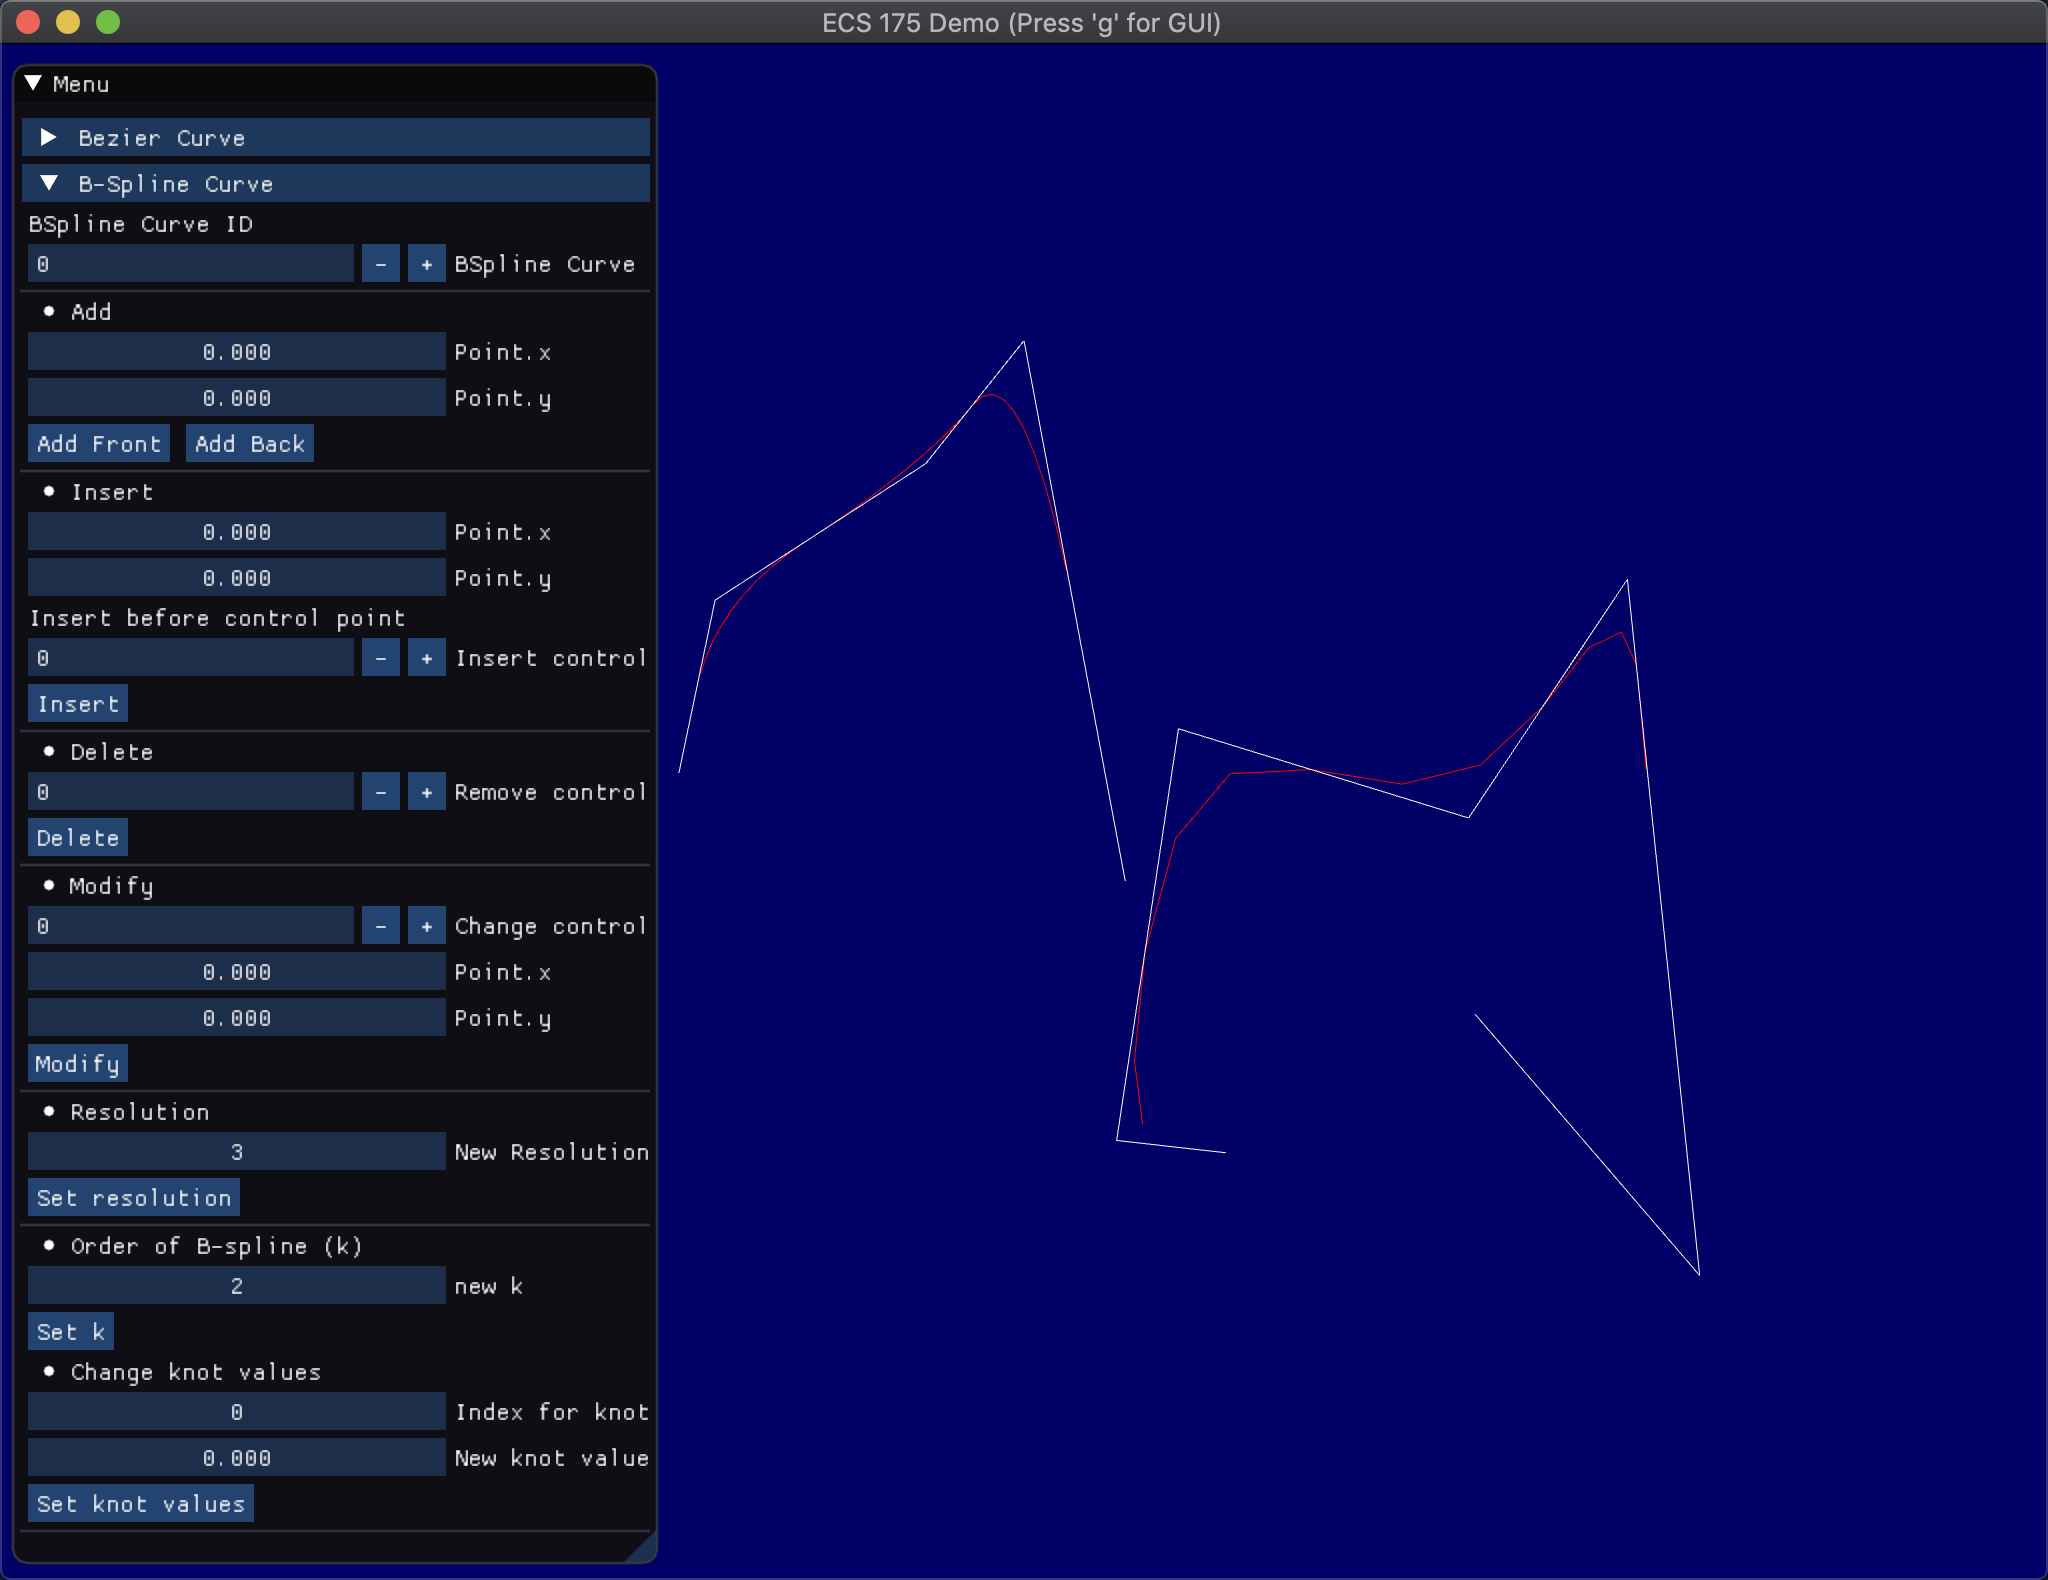 ECS 175 Demo (Press 'g' for GUI)
Menu
Bezier Curve
B-Spline Curve
BSpline Curve ID
0 - + BSpline Curve
Add
0.000 Point.x
0.000 Point.y
Add Front Add Back
Insert
0.000 Point.x
0.000 Point.y
Insert before control point
0 - + Insert control
Insert
Delete
0 - + Remove control
Delete
Modify
0 - + Change control
0.000 Point.x
0.000 Point.y
Modify
Resolution
3 New Resolution
Set resolution
Order of B-spline (k)
2 new k
Set k
Change knot values
0 Index for knot
0.000 New knot value
Set knot values